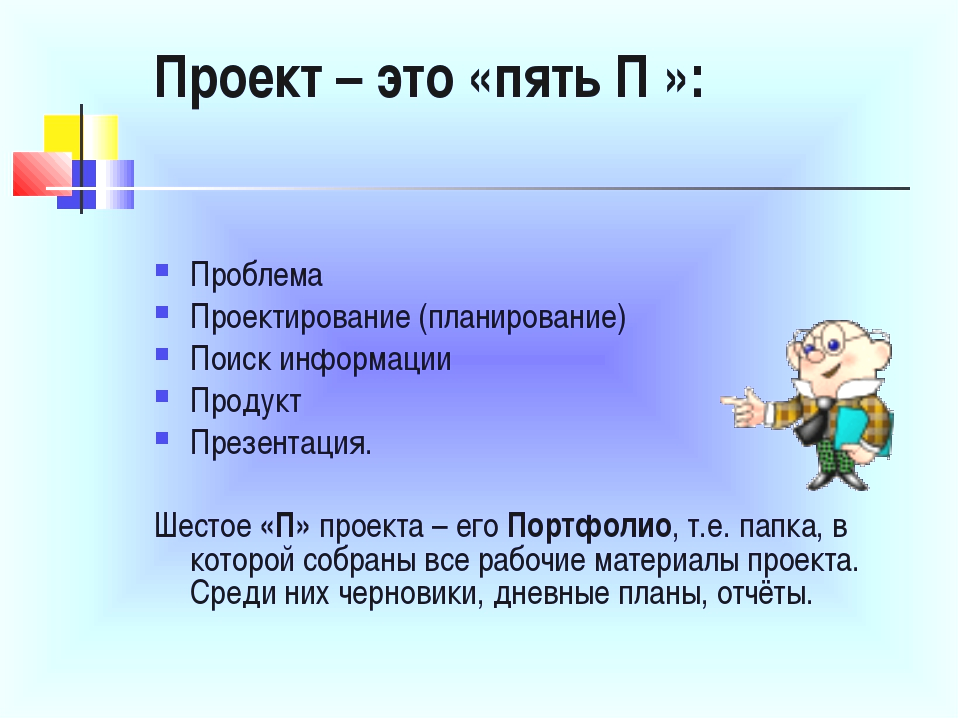 Проект – это «пять П »:
Проблема
Проектирование (планирование)
Поиск информации
Продукт
Презентация.
Шестое «П» проекта – его Портфолио, т.е. папка, в
которой собраны все рабочие материалы проекта.
Среди них черновики, дневные планы, отчёты.